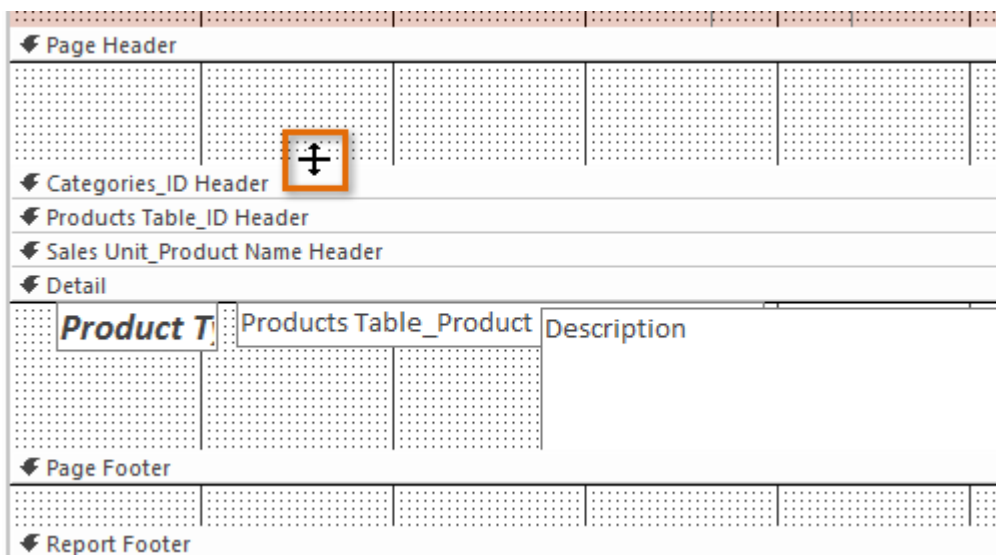 Page Header
Categories_ID Header
Products Table_ID Header
Sales Unit_Product Name Header
Detail
Product Products Table_Product Description
Page Footer
Report Footer